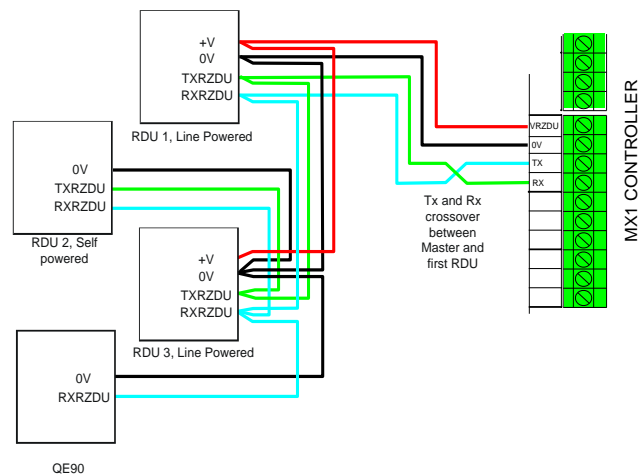 +V
0V
TXRZDU
RXRZDU
RDU 1, Line Powered
0V
TXRZDU
RXRZDU
RDU 2, Self
powered
+V
0V
TXRZDU
RXRZDU
RDU 3, Line Powered
0V
RXRZDU
QE90
VRZDU
0V
TX
RX
Tx and Rx
crossover
between
Master and
first RDU
MX1 CONTROLLER